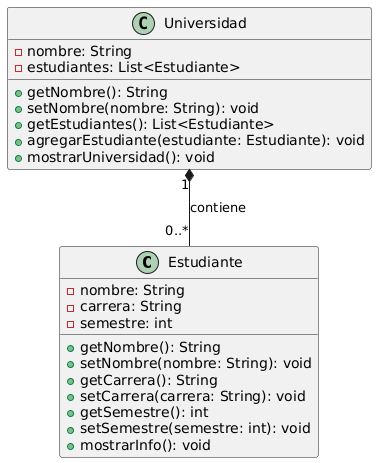 C Universidad
nombre: String
estudiantes: List<Estudiante>
getNombre(): String
setNombre(nombre: String): void
getEstudiantes(): List<Estudiante>
agregarEstudiante(estudiante: Estudiante): void
mostrarUniversidad(): void
1
contiene
0..*
C Estudiante
nombre: String
carrera: String
semestre: int
getNombre(): String
setNombre(nombre: String): void
getCarrera(): String
setCarrera(carrera: String): void
getSemestre(): int
setSemestre(semestre: int): void
mostrarInfo(): void